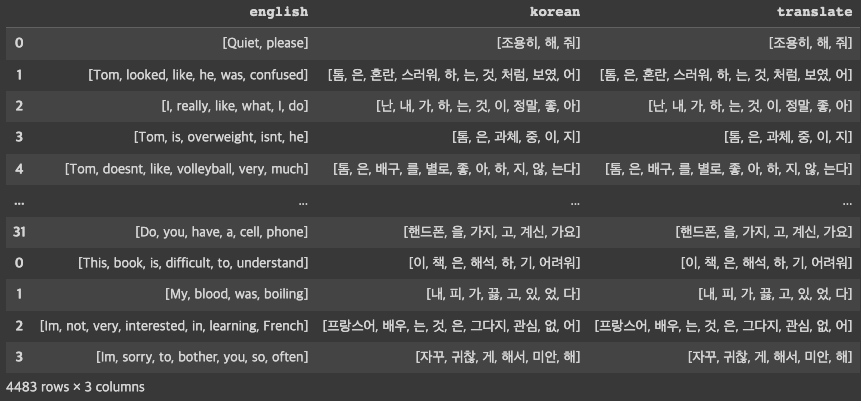 english korean translate
0 [Quiet, please] [조용히, 해, 줘] [조용히, 해, 줘]
1 [Tom, looked, like, he, was, confused] [톰, 은, 혼란, 스러워, 하, 는, 것, 처럼, 보였, 어] [톰, 은, 혼란, 스러워, 하, 는, 것, 처럼, 보였, 어]
2 [I, really, like, what, I, do] [난, 내, 가, 하, 는, 것, 이, 정말, 좋, 아] [난, 내, 가, 하, 는, 것, 이, 정말, 좋, 아]
3 [Tom, is, overweight, isnt, he] [톰, 은, 과체, 중, 이, 지] [톰, 은, 과체, 중, 이, 지]
4 [Tom, doesnt, like, volleyball, very, much] [톰, 은, 배구, 를, 별로, 좋, 아, 하, 지, 않, 는다] [톰, 은, 배구, 를, 별로, 좋, 아, 하, 지, 않, 는다]
... ... ... ...
31 [Do, you, have, a, cell, phone] [핸드폰, 을, 가지, 고, 계신, 가요] [핸드폰, 을, 가지, 고, 계신, 가요]
0 [This, book, is, difficult, to, understand] [이, 책, 은, 해석, 하, 기, 어려워] [이, 책, 은, 해석, 하, 기, 어려워]
1 [My, blood, was, boiling] [내, 피, 가, 끓, 고, 있, 었, 다] [내, 피, 가, 끓, 고, 있, 었, 다]
2 [Im, not, very, interested, in, learning, French] [프랑스어, 배우, 는, 것, 은, 그다지, 관심, 없, 어] [프랑스어, 배우, 는, 것, 은, 그다지, 관심, 없, 어]
3 [Im, sorry, to, bother, you, so, often] [자꾸, 귀찮, 게, 해서, 미안, 해] [자꾸, 귀찮, 게, 해서, 미안, 해]
4483 rows × 3 columns